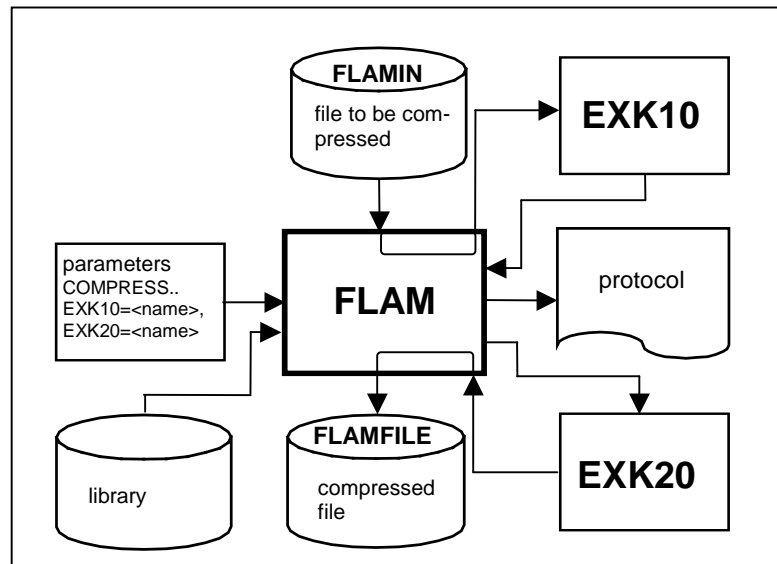 FLAMIN
file to be com-
pressed
EXK10
parameters
COMPRESS..
EXK10=<name>,
EXK20=<name>
FLAM
protocol
library
FLAMFILE
compressed
file
EXK20